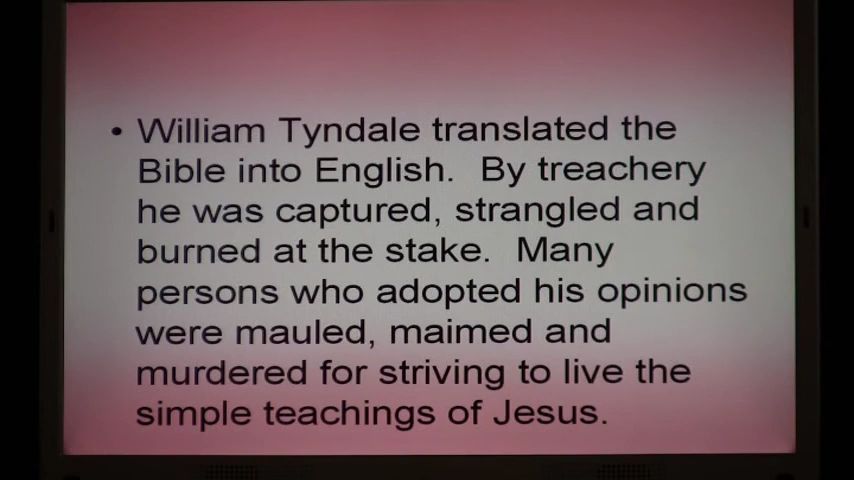 • William Tyndale translated the
Bible into English.  By treachery
he was captured, strangled and
burned at the stake.  Many
persons who adopted his opinions
were mauled, maimed and
murdered for striving to live the
simple teachings of Jesus.